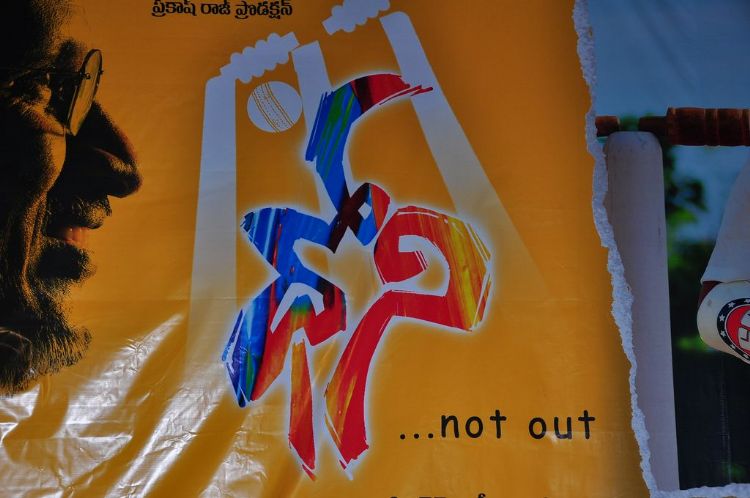 ప్రకాష్ రాజ్ ప్రొడక్షన్
ధోని
...not out